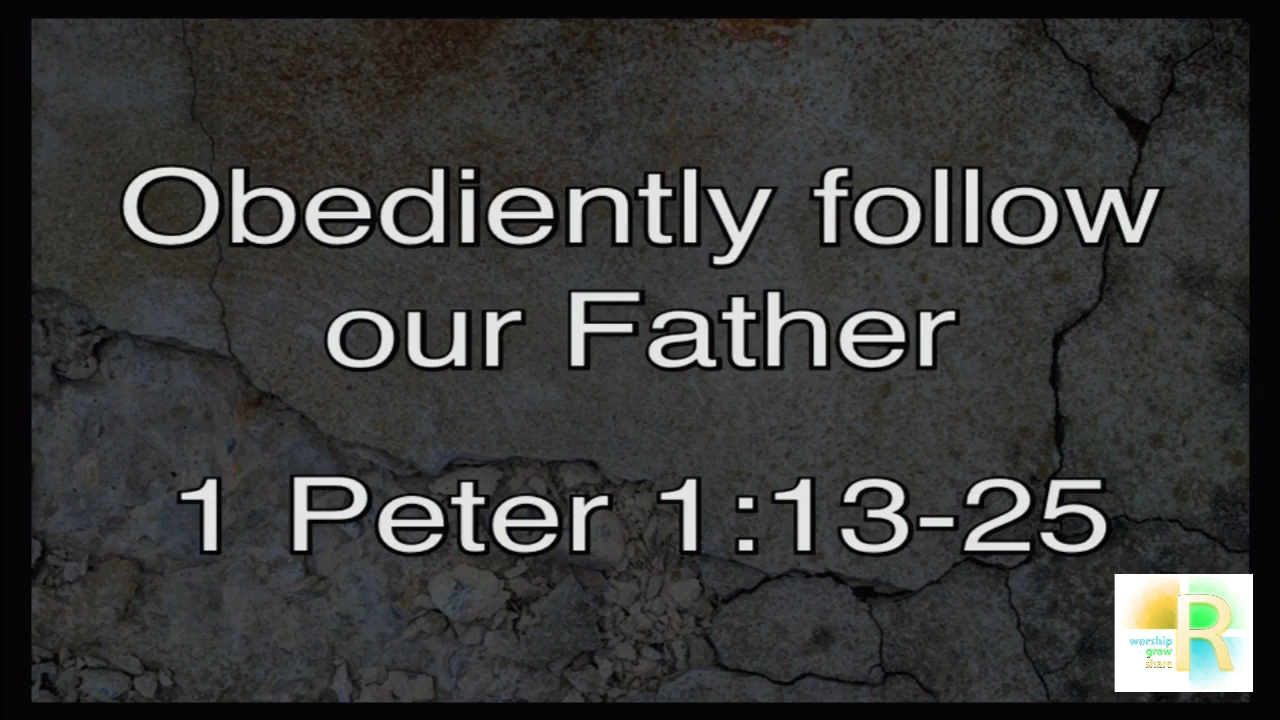 Obediently follow
our Father
1 Peter 1:13-25
worship
grow
share
R